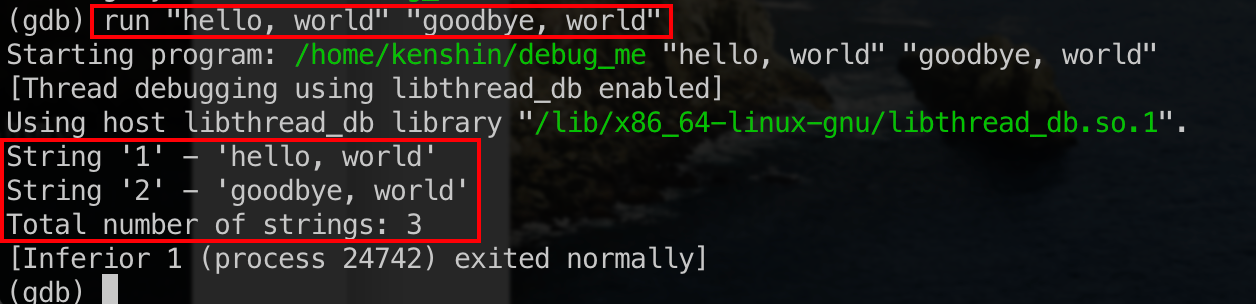 (gdb) run "hello, world" "goodbye, world"
Starting program: /home/kenshin/debug_me "hello, world" "goodbye, world"
[Thread debugging using libthread_db enabled]
Using host libthread_db library "/lib/x86_64-linux-gnu/libthread_db.so.1".
String '1' - 'hello, world'
String '2' - 'goodbye, world'
Total number of strings: 3
[Inferior 1 (process 24742) exited normally]
(gdb)